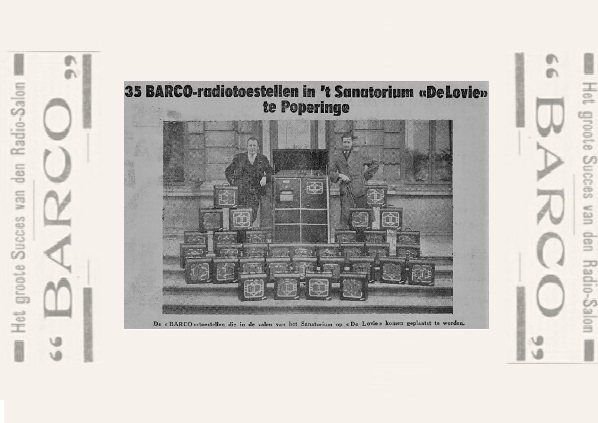 35 BARCO-radiotoestellen in 't Sanatorium «De Lovie»
te Poperinge
De «BARCO»-toestellen die in de zalen van het Sanatorium op «De Lovie» komen geplaatst te worden.
Het groote Succes van den Radio-Salon
“ BARCO ”
“ BARCO ”
Het groote Succes van den Radio-Salon